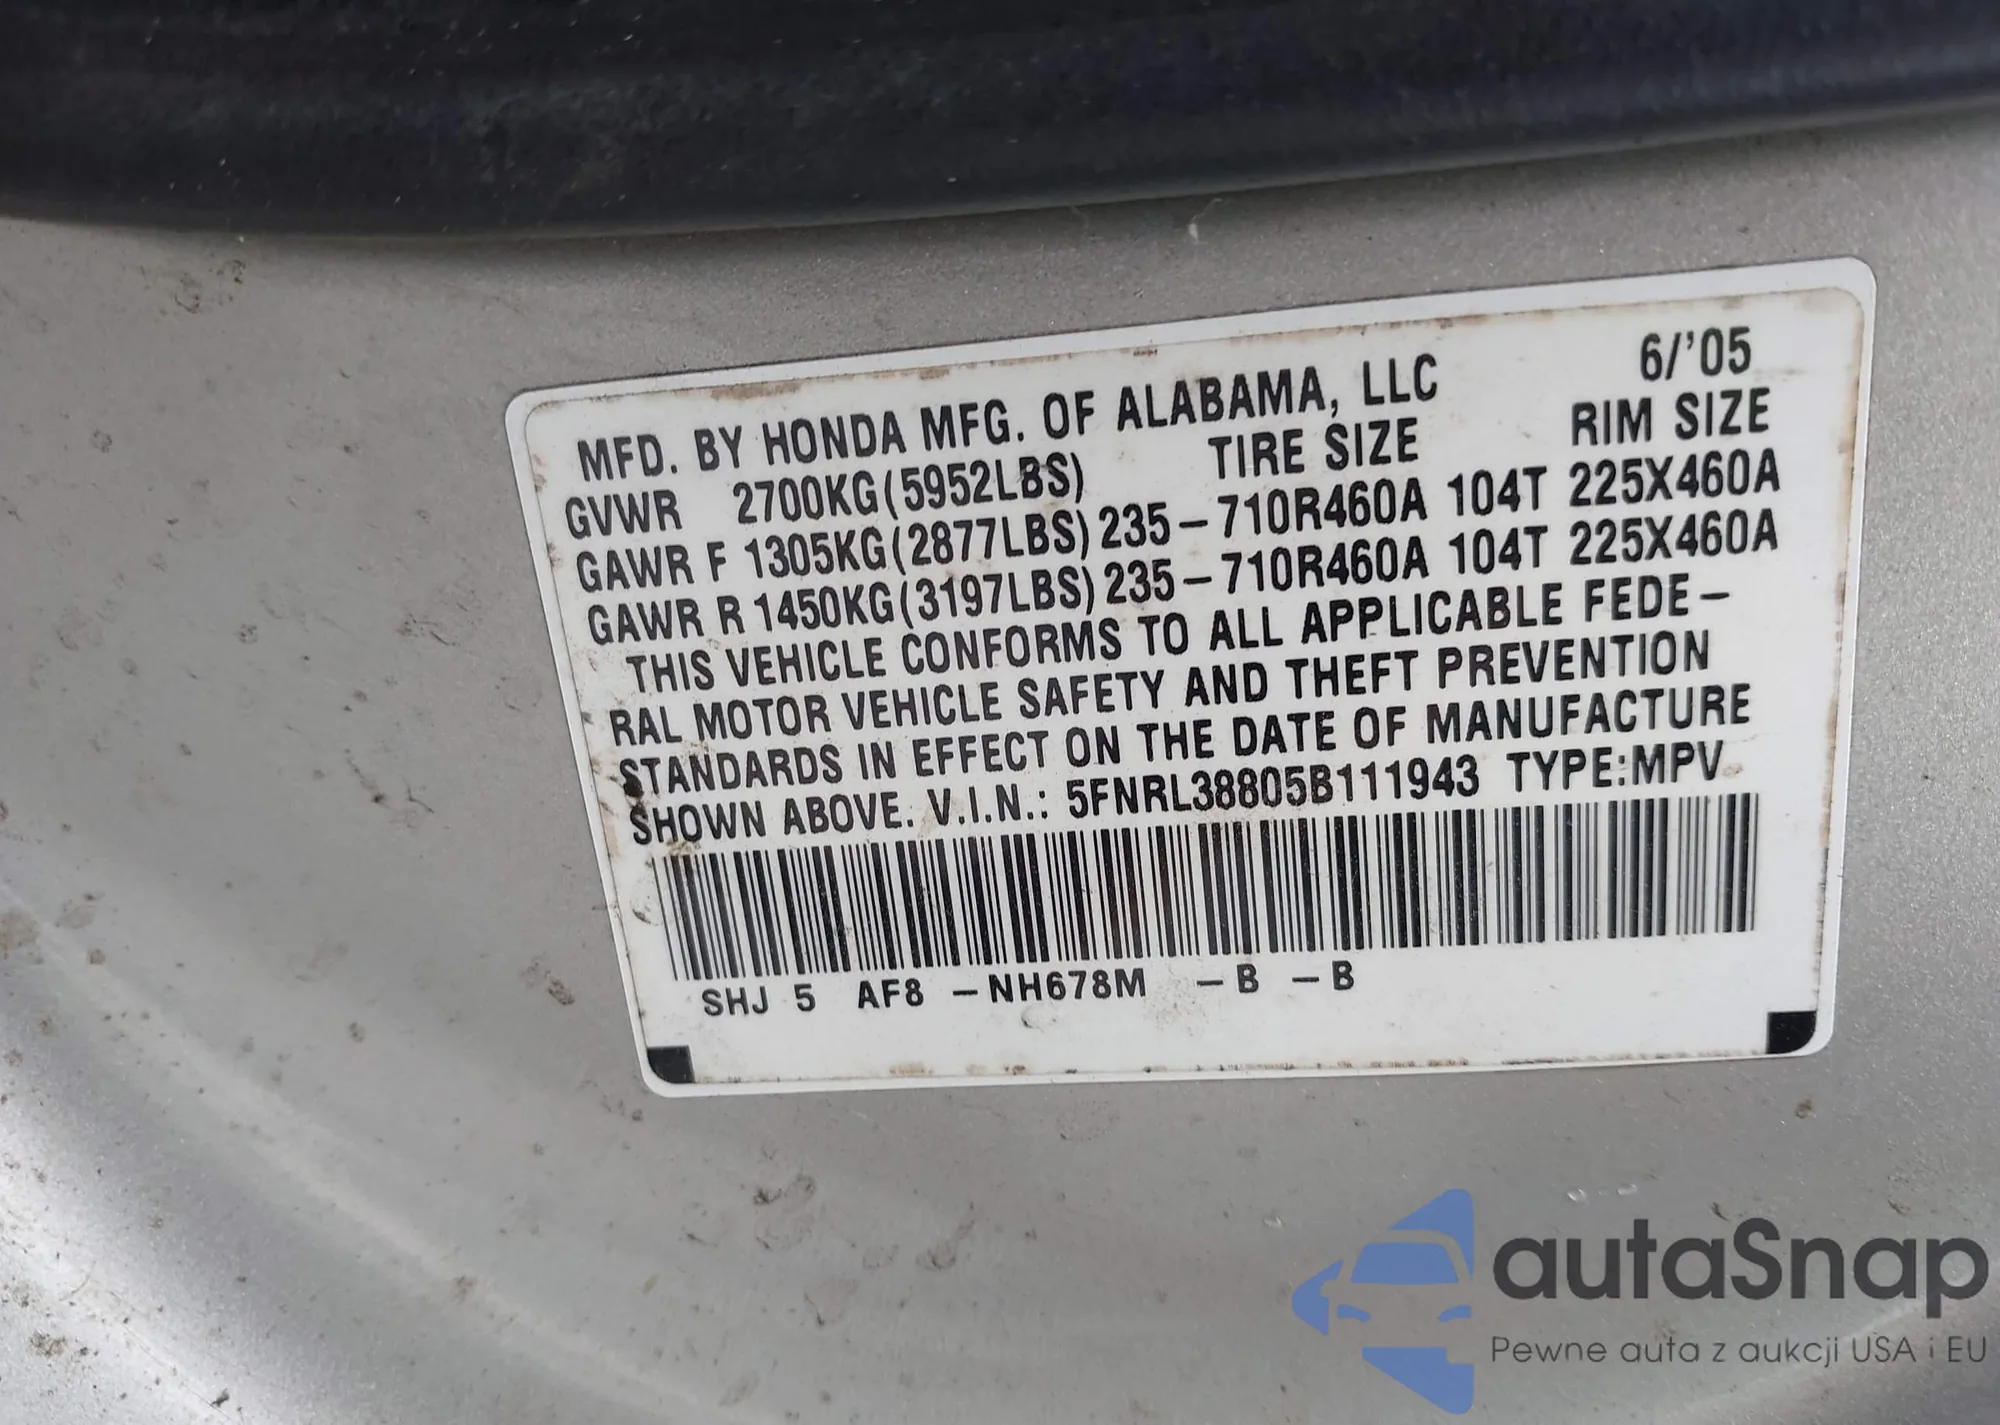 6/'05
MFD. BY HONDA MFG. OF ALABAMA, LLC
TIRE SIZE RIM SIZE
GVWR 2700KG(5952LBS)
GAWR F 1305KG(2877LBS) 235-710R460A 104T 225X460A
GAWR R 1450KG(3197LBS) 235-710R460A 104T 225X460A
THIS VEHICLE CONFORMS TO ALL APPLICABLE FEDE-
RAL MOTOR VEHICLE SAFETY AND THEFT PREVENTION
STANDARDS IN EFFECT ON THE DATE OF MANUFACTURE
SHOWN ABOVE. V.I.N.: 5FNRL38805B111943 TYPE:MPV
SHJ 5 AF8 -NH678M -B -B
autaSnap
Pewne auta z aukcji USA i EU